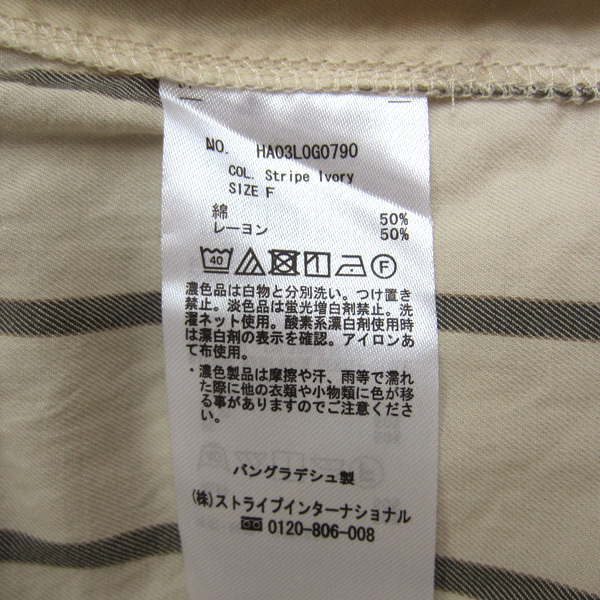 NO. HA03L0G0790
COL. Stripe Ivory
SIZE F
綿 50%
レーヨン 50%
40 F
濃色品は白物と分別洗い。つけ置き
禁止。淡色品は蛍光増白剤禁止。洗
濯ネット使用。酸素系漂白剤使用時
は漂白剤の表示を確認。アイロンあ
て布使用。
・濃色製品は摩擦や汗、雨等で濡れ
た際に他の衣類や小物類に色が移
る事がありますのでご注意くださ
い。
バングラデシュ製
(株)ストライプインターナショナル
0120-806-008